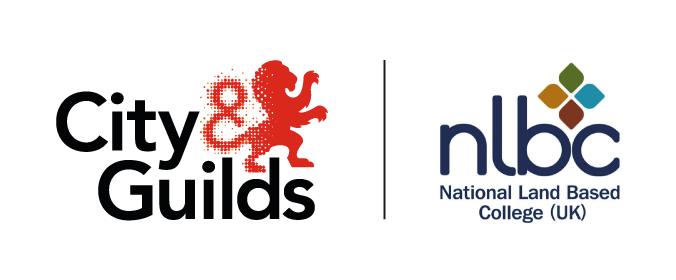 City &
Guilds
nlbc
National Land Based
College (UK)